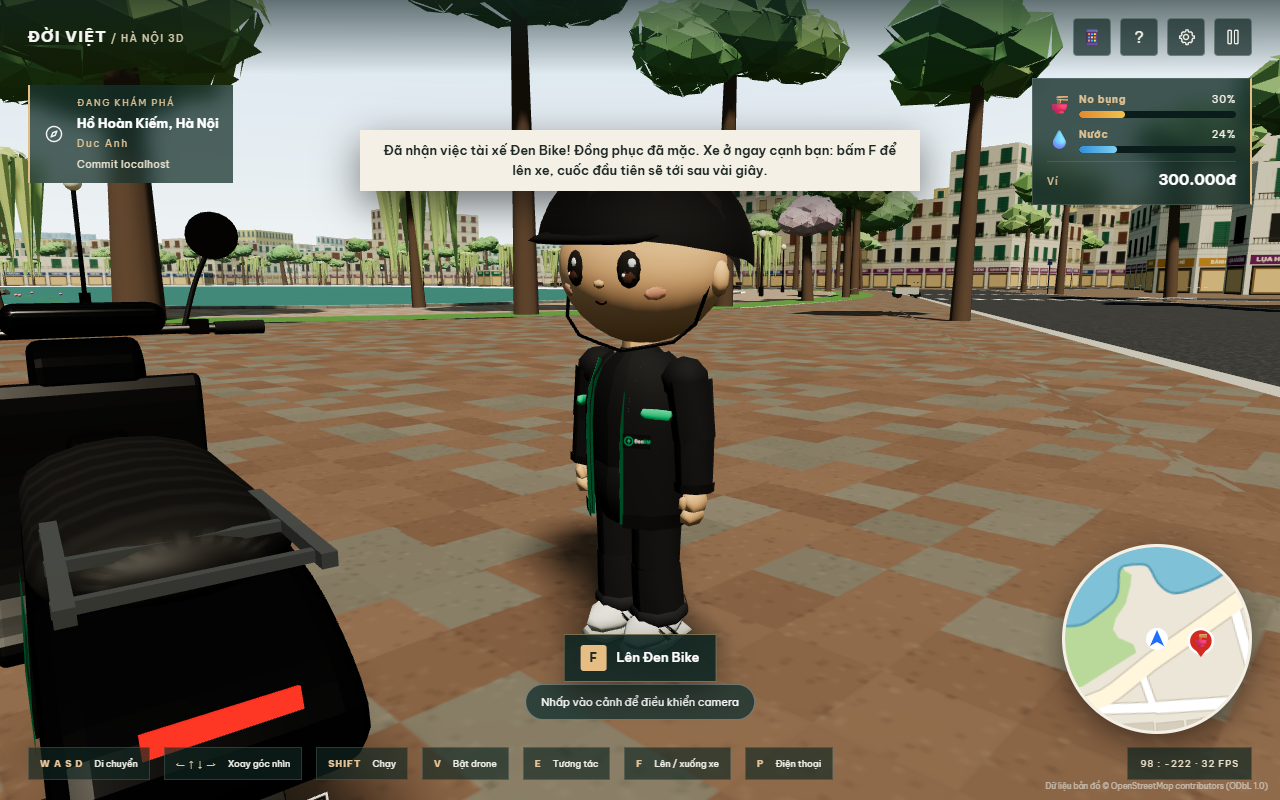 ĐỜI VIỆT / HÀ NỘI 3D
?
ĐANG KHÁM PHÁ
Hồ Hoàn Kiếm, Hà Nội
Duc Anh
Commit localhost
No bụng 30%
Nước 24%
Ví 300.000đ
Đã nhận việc tài xế Đen Bike! Đồng phục đã mặc. Xe ở ngay cạnh bạn: bấm F để
lên xe, cuốc đầu tiên sẽ tới sau vài giây.
F Lên Đen Bike
Nhấp vào cảnh để điều khiển camera
W A S D Di chuyển
←↑↓→ Xoay góc nhìn
SHIFT Chạy
V Bật drone
E Tương tác
F Lên / xuống xe
P Điện thoại
98 : -222 · 32 FPS
Dữ liệu bản đồ © OpenStreetMap contributors (ODbL 1.0)